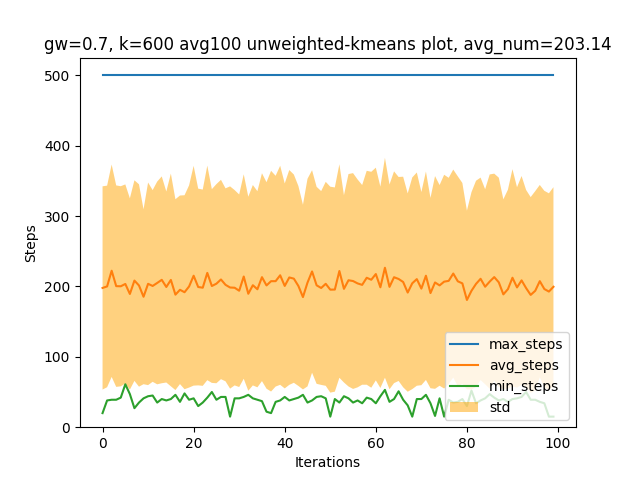 gw=0.7, k=600 avg100 unweighted-kmeans plot, avg_num=203.14
500
400
300
200
100
0
Steps
max_steps
avg_steps
min_steps
std
0
20
40
60
80
100
Iterations